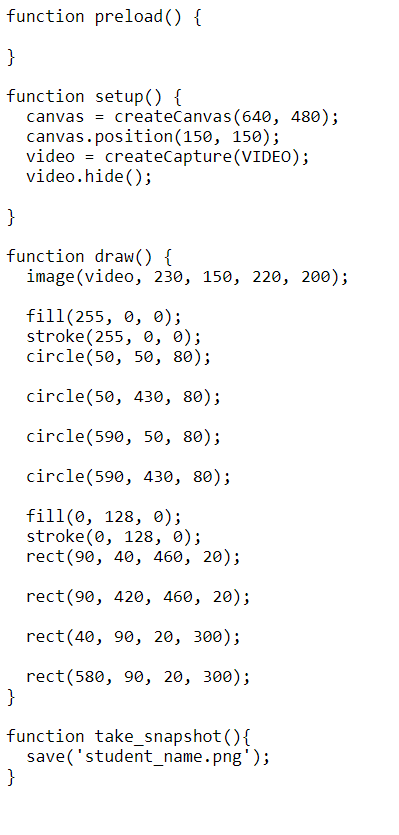 function preload() {
}
function setup() {
  canvas = createCanvas(640, 480);
  canvas.position(150, 150);
  video = createCapture(VIDEO);
  video.hide();
}
function draw() {
  image(video, 230, 150, 220, 200);
  fill(255, 0, 0);
  stroke(255, 0, 0);
  circle(50, 50, 80);
  circle(50, 430, 80);
  circle(590, 50, 80);
  circle(590, 430, 80);
  fill(0, 128, 0);
  stroke(0, 128, 0);
  rect(90, 40, 460, 20);
  rect(90, 420, 460, 20);
  rect(40, 90, 20, 300);
  rect(580, 90, 20, 300);
}
function take_snapshot(){
  save('student_name.png');
}